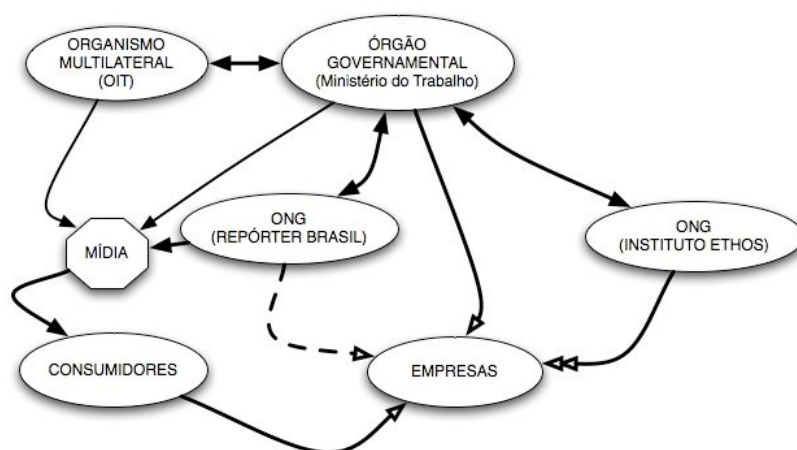 ORGANISMO
MULTILATERAL
(OIT)
ÓRGÃO
GOVERNAMENTAL
(Ministério do Trabalho)
ONG
(REPÓRTER BRASIL)
ONG
(INSTITUTO ETHOS)
MÍDIA
CONSUMIDORES
EMPRESAS